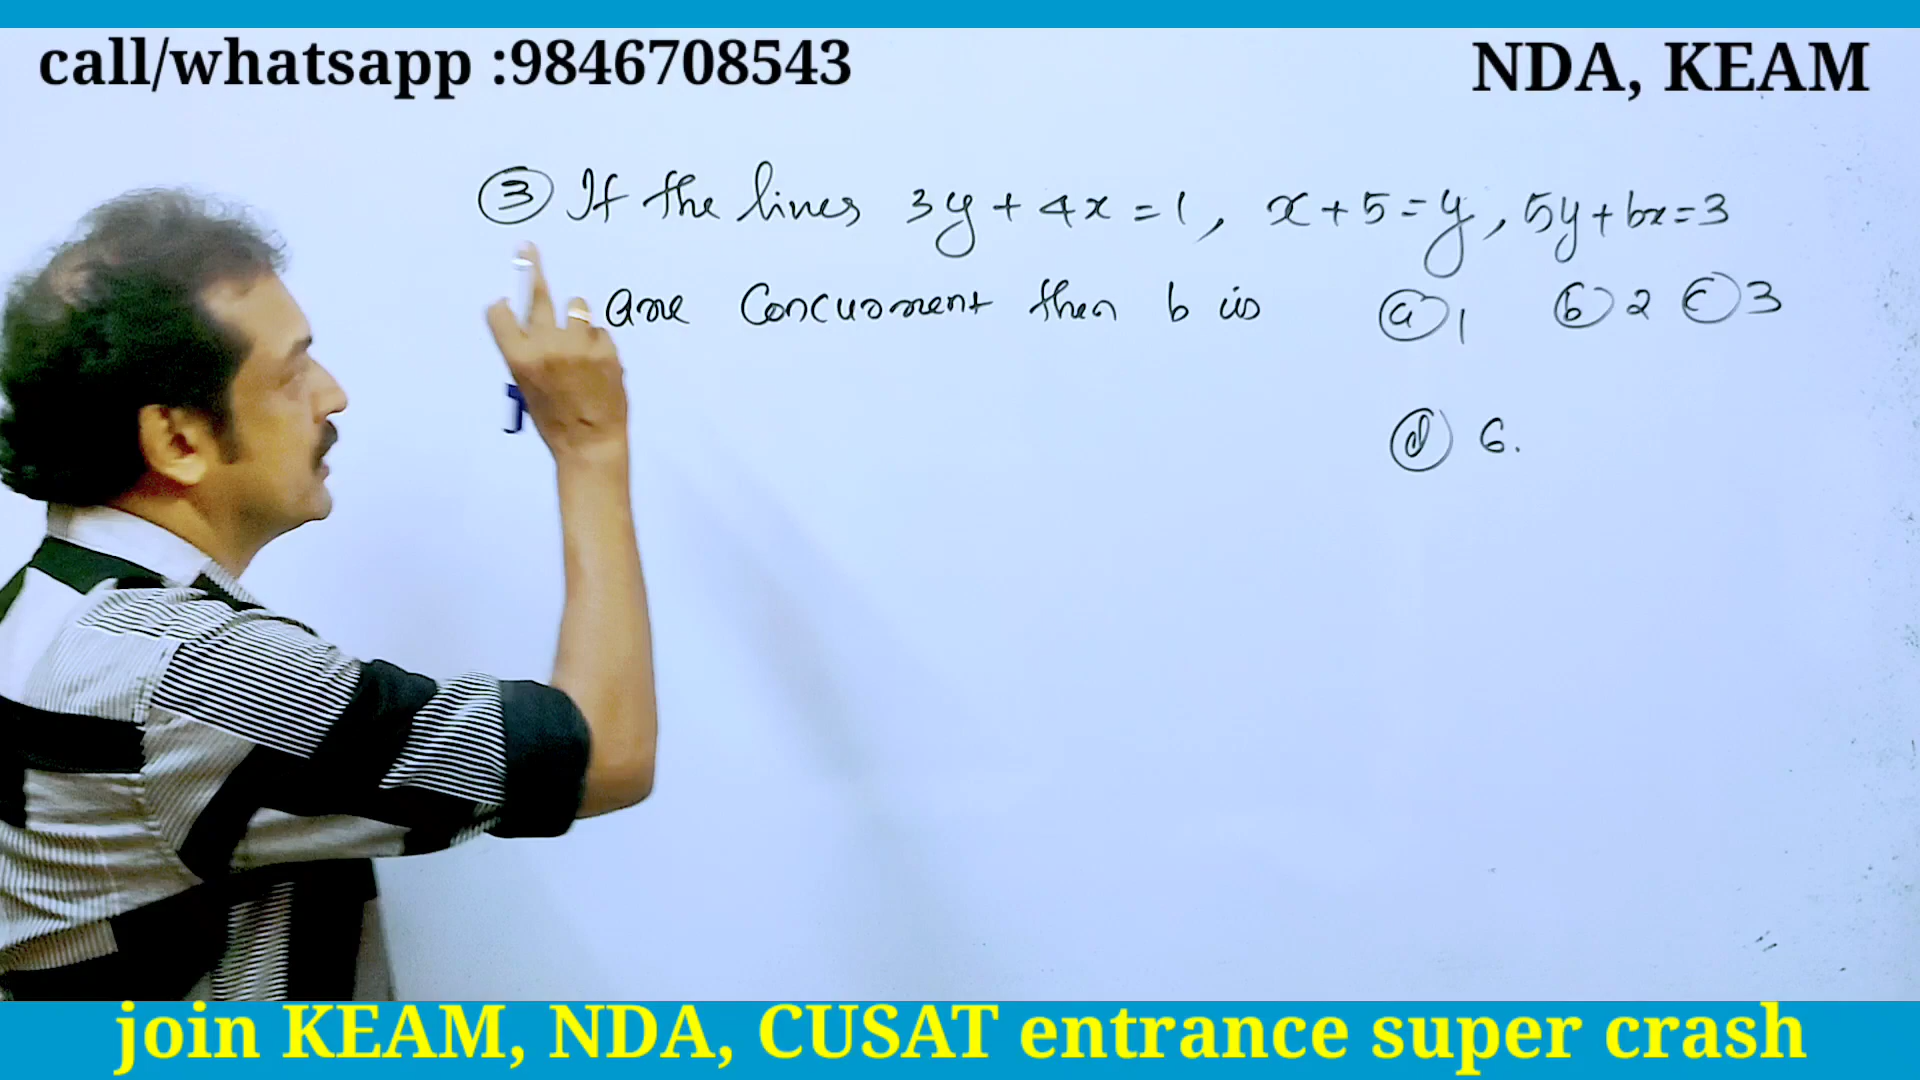 call/whatsapp :9846708543
NDA, KEAM
③ If the lines 3y + 4x = 1, x + 5 = y, 5y + bx = 3
are concurrent then b is ⓐ 1 ⓑ 2 ⓒ 3
ⓓ 6.
join KEAM, NDA, CUSAT entrance super crash